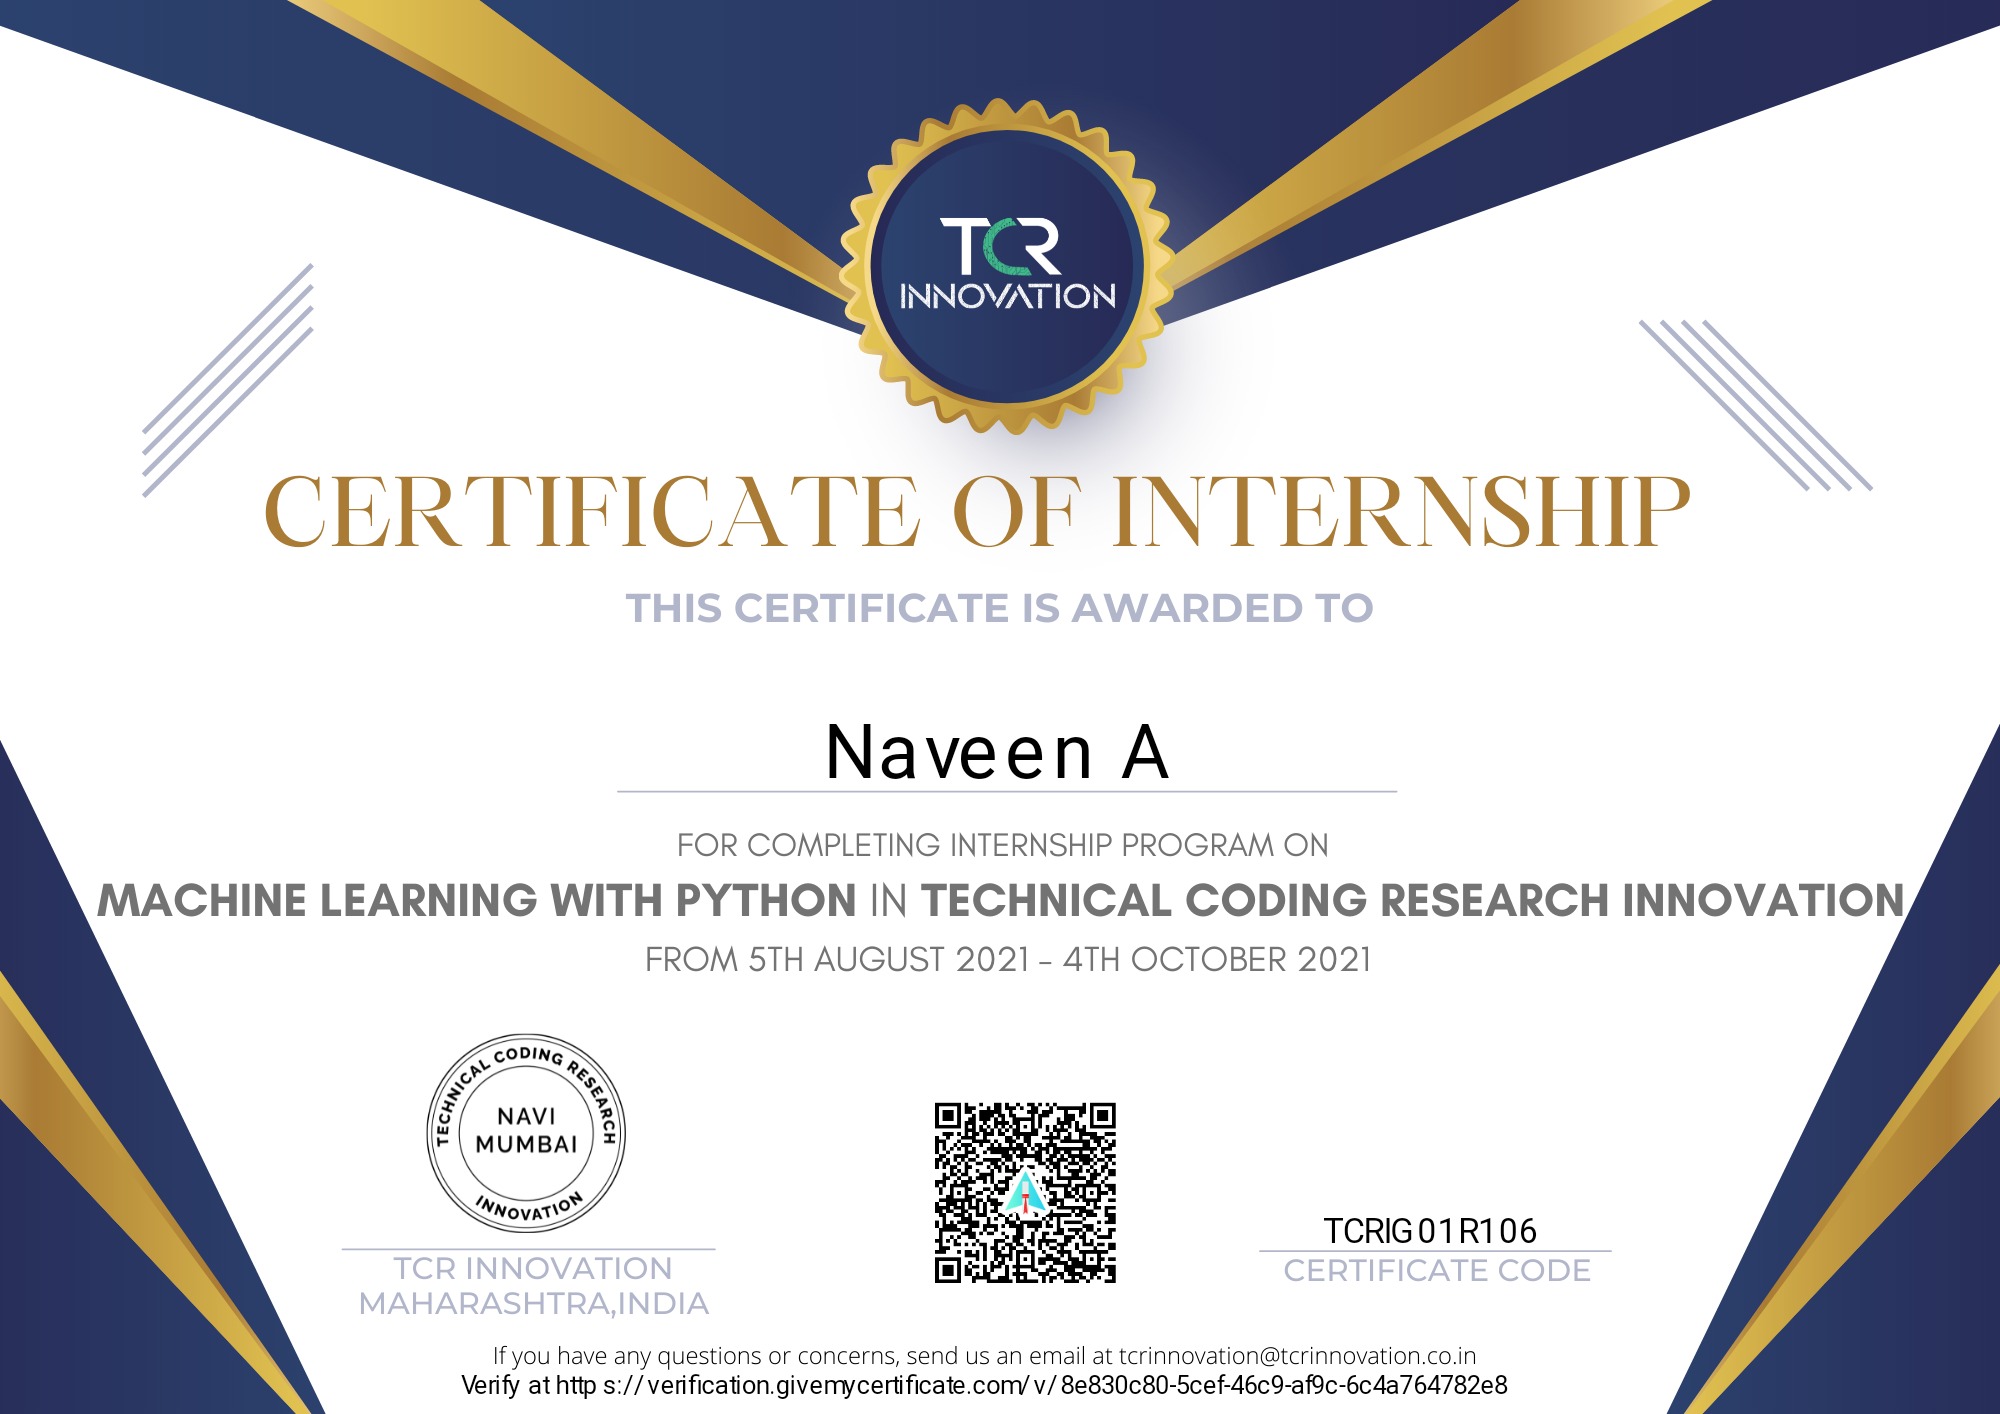 TCR
INNOVATION
CERTIFICATE OF INTERNSHIP
THIS CERTIFICATE IS AWARDED TO
Naveen A
FOR COMPLETING INTERNSHIP PROGRAM ON
MACHINE LEARNING WITH PYTHON IN TECHNICAL CODING RESEARCH INNOVATION
FROM 5TH AUGUST 2021 - 4TH OCTOBER 2021
TECHNICAL CODING RESEARCH
NAVI
MUMBAI
INNOVATION
TCR INNOVATION
MAHARASHTRA,INDIA
TCRIG01R106
CERTIFICATE CODE
If you have any questions or concerns, send us an email at tcrinnovation@tcrinnovation.co.in
Verify at https://verification.givemycertificate.com/v/8e830c80-5cef-46c9-af9c-6c4a764782e8